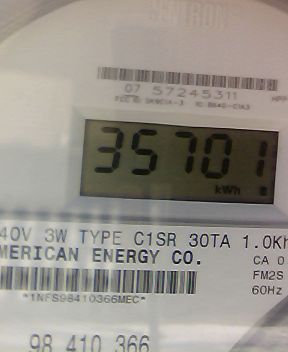 CENTRON
07 57245311
35701
kWh
40V 3W TYPE C1SR 30TA 1.0Kh
MERICAN ENERGY CO. CA 0
FM2S
60Hz
*1NFS98410366MEC*
98 410 366